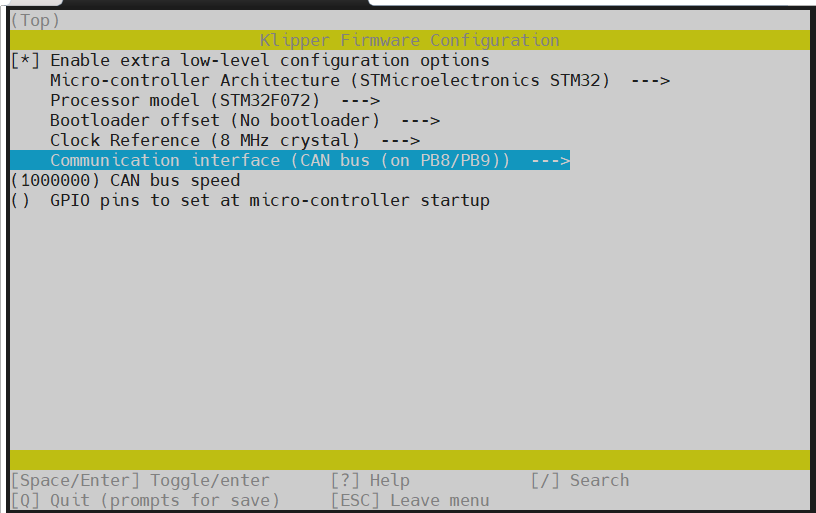 (Top)
Klipper Firmware Configuration
[*] Enable extra low-level configuration options
Micro-controller Architecture (STMicroelectronics STM32) --->
Processor model (STM32F072) --->
Bootloader offset (No bootloader) --->
Clock Reference (8 MHz crystal) --->
Communication interface (CAN bus (on PB8/PB9)) --->
(1000000) CAN bus speed
() GPIO pins to set at micro-controller startup
[Space/Enter] Toggle/enter [?] Help [/] Search
[Q] Quit (prompts for save) [ESC] Leave menu